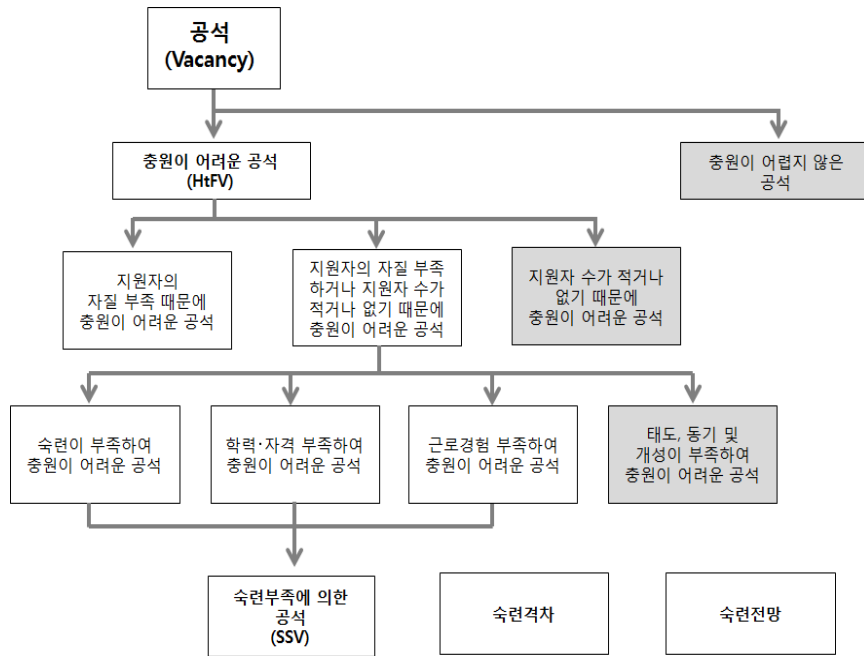 공석
(Vacancy)
충원이 어려운 공석
(HtFV)
충원이 어렵지 않은
공석
지원자의
자질 부족 때문에
충원이 어려운 공석
지원자의 자질 부족
하거나 지원자 수가
적거나 없기 때문에
충원이 어려운 공석
지원자 수가 적거나
없기 때문에
충원이 어려운 공석
숙련이 부족하여
충원이 어려운 공석
학력·자격 부족하여
충원이 어려운 공석
근로경험 부족하여
충원이 어려운 공석
태도, 동기 및
개성이 부족하여
충원이 어려운 공석
숙련부족에 의한
공석
(SSV)
숙련격차
숙련전망